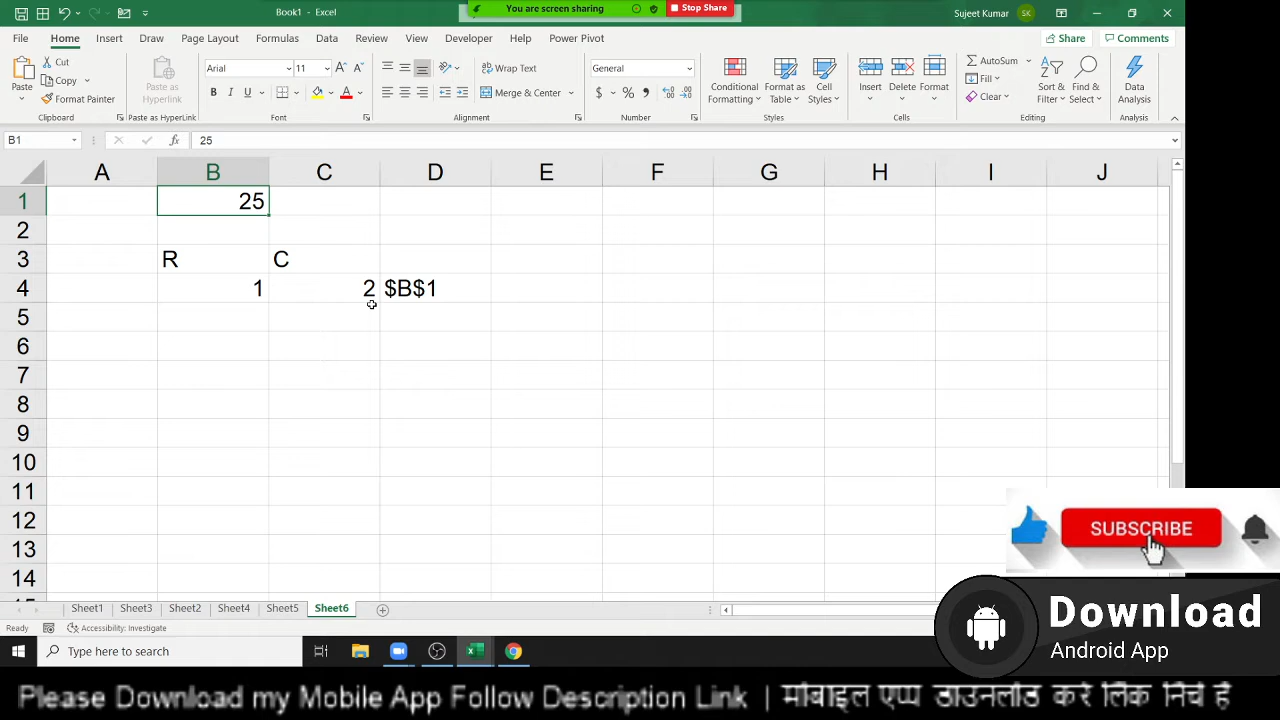 Book1 - Excel
You are screen sharing
Stop Share
Sujeet Kumar
SK
File Home Insert Draw Page Layout Formulas Data Review View Developer Help Power Pivot
Share
Comments
Paste
Cut
Copy
Format Painter
Clipboard
Paste as
Hyperlink
Paste as Hyperlink
Arial
11
B I U
Font
Wrap Text
Merge & Center
Alignment
General
$ % ,
Number
Conditional
Formatting
Format as
Table
Cell
Styles
Styles
Insert
Delete
Format
Cells
AutoSum
Fill
Clear
Sort &
Filter
Find &
Select
Editing
Data
Analysis
Analysis
B1
fx
25
A B C D E F G H I J
1 25
2
3 R C
4 1 2 $B$1
5
6
7
8
9
10
11
12
13
14
SUBSCRIBE
Sheet1 Sheet3 Sheet2 Sheet4 Sheet5 Sheet6
Ready
Accessibility: Investigate
Download
Android App
Type here to search
Please Download my Mobile App Follow Description Link | मोबाइल एप्प डाउनलोड करे लिंक निचे है